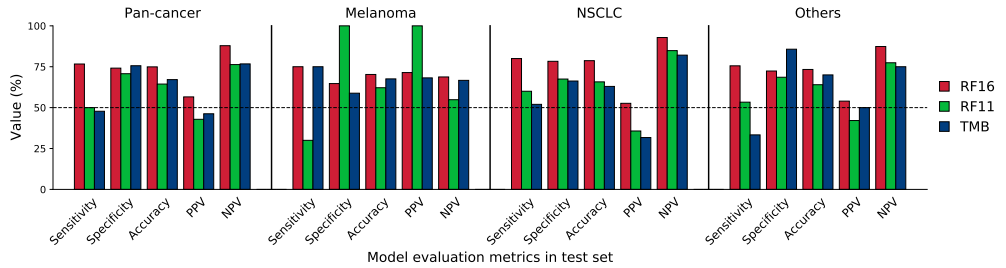 Pan-cancer
Melanoma
NSCLC
Others
Value (%)
100
75
50
25
0
RF16
RF11
TMB
Sensitivity
Specificity
Accuracy
PPV
NPV
Sensitivity
Specificity
Accuracy
PPV
NPV
Sensitivity
Specificity
Accuracy
PPV
NPV
Sensitivity
Specificity
Accuracy
PPV
NPV
Model evaluation metrics in test set